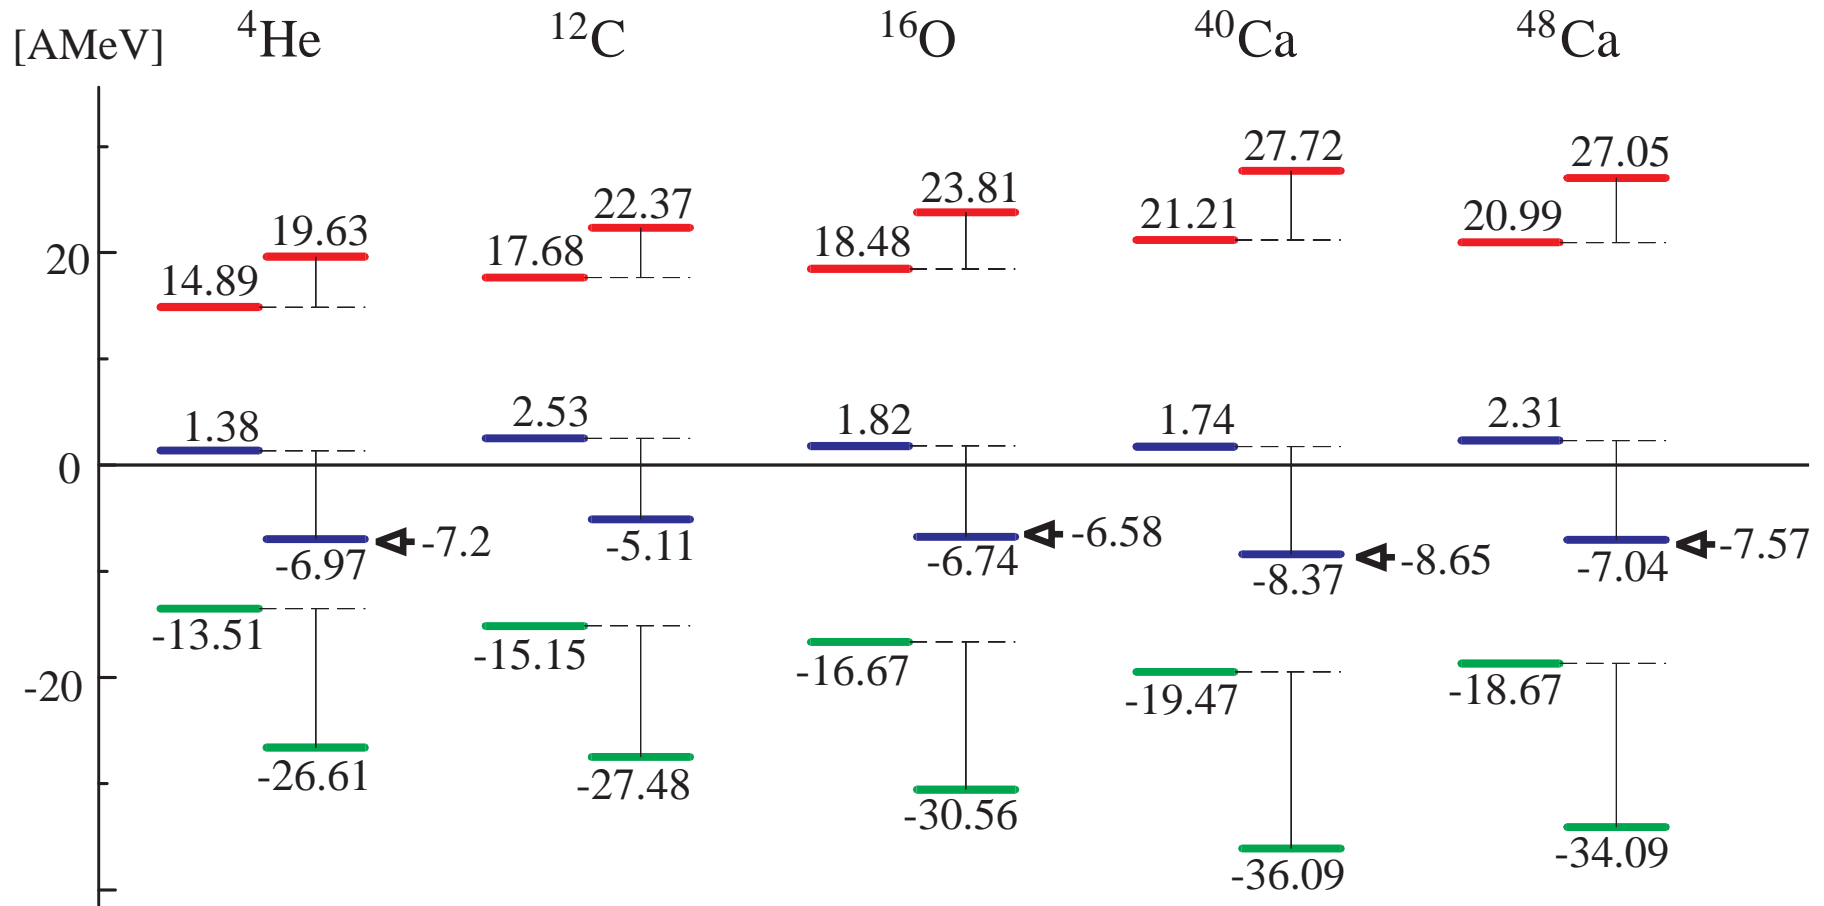 [AMeV] ⁴He ¹²C ¹⁶O ⁴⁰Ca ⁴⁸Ca
27.72 27.05
19.63 22.37 23.81
14.89 17.68 18.48 21.21 20.99
20
1.38 2.53 1.82 1.74 2.31
0
-6.97 -7.2 -5.11 -6.74 -6.58 -8.37 -8.65 -7.04 -7.57
-13.51 -15.15 -16.67 -19.47 -18.67
-20
-26.61 -27.48 -30.56 -36.09 -34.09